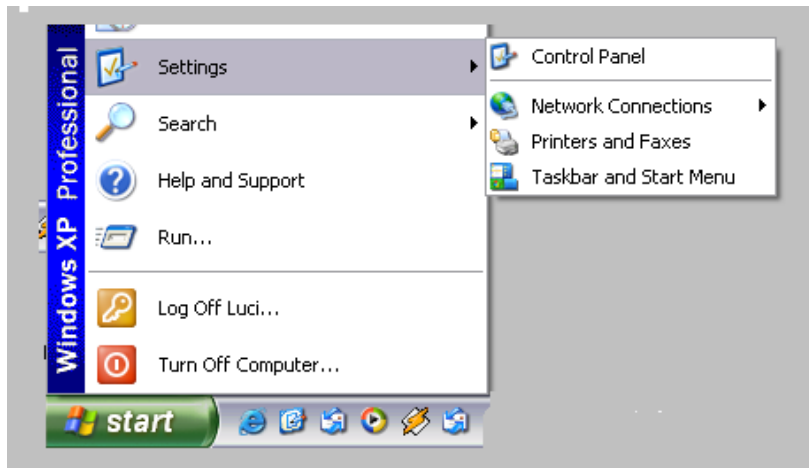 Windows XP Professional
Settings
Search
Help and Support
Run...
Log Off Luci...
Turn Off Computer...
Control Panel
Network Connections
Printers and Faxes
Taskbar and Start Menu
start